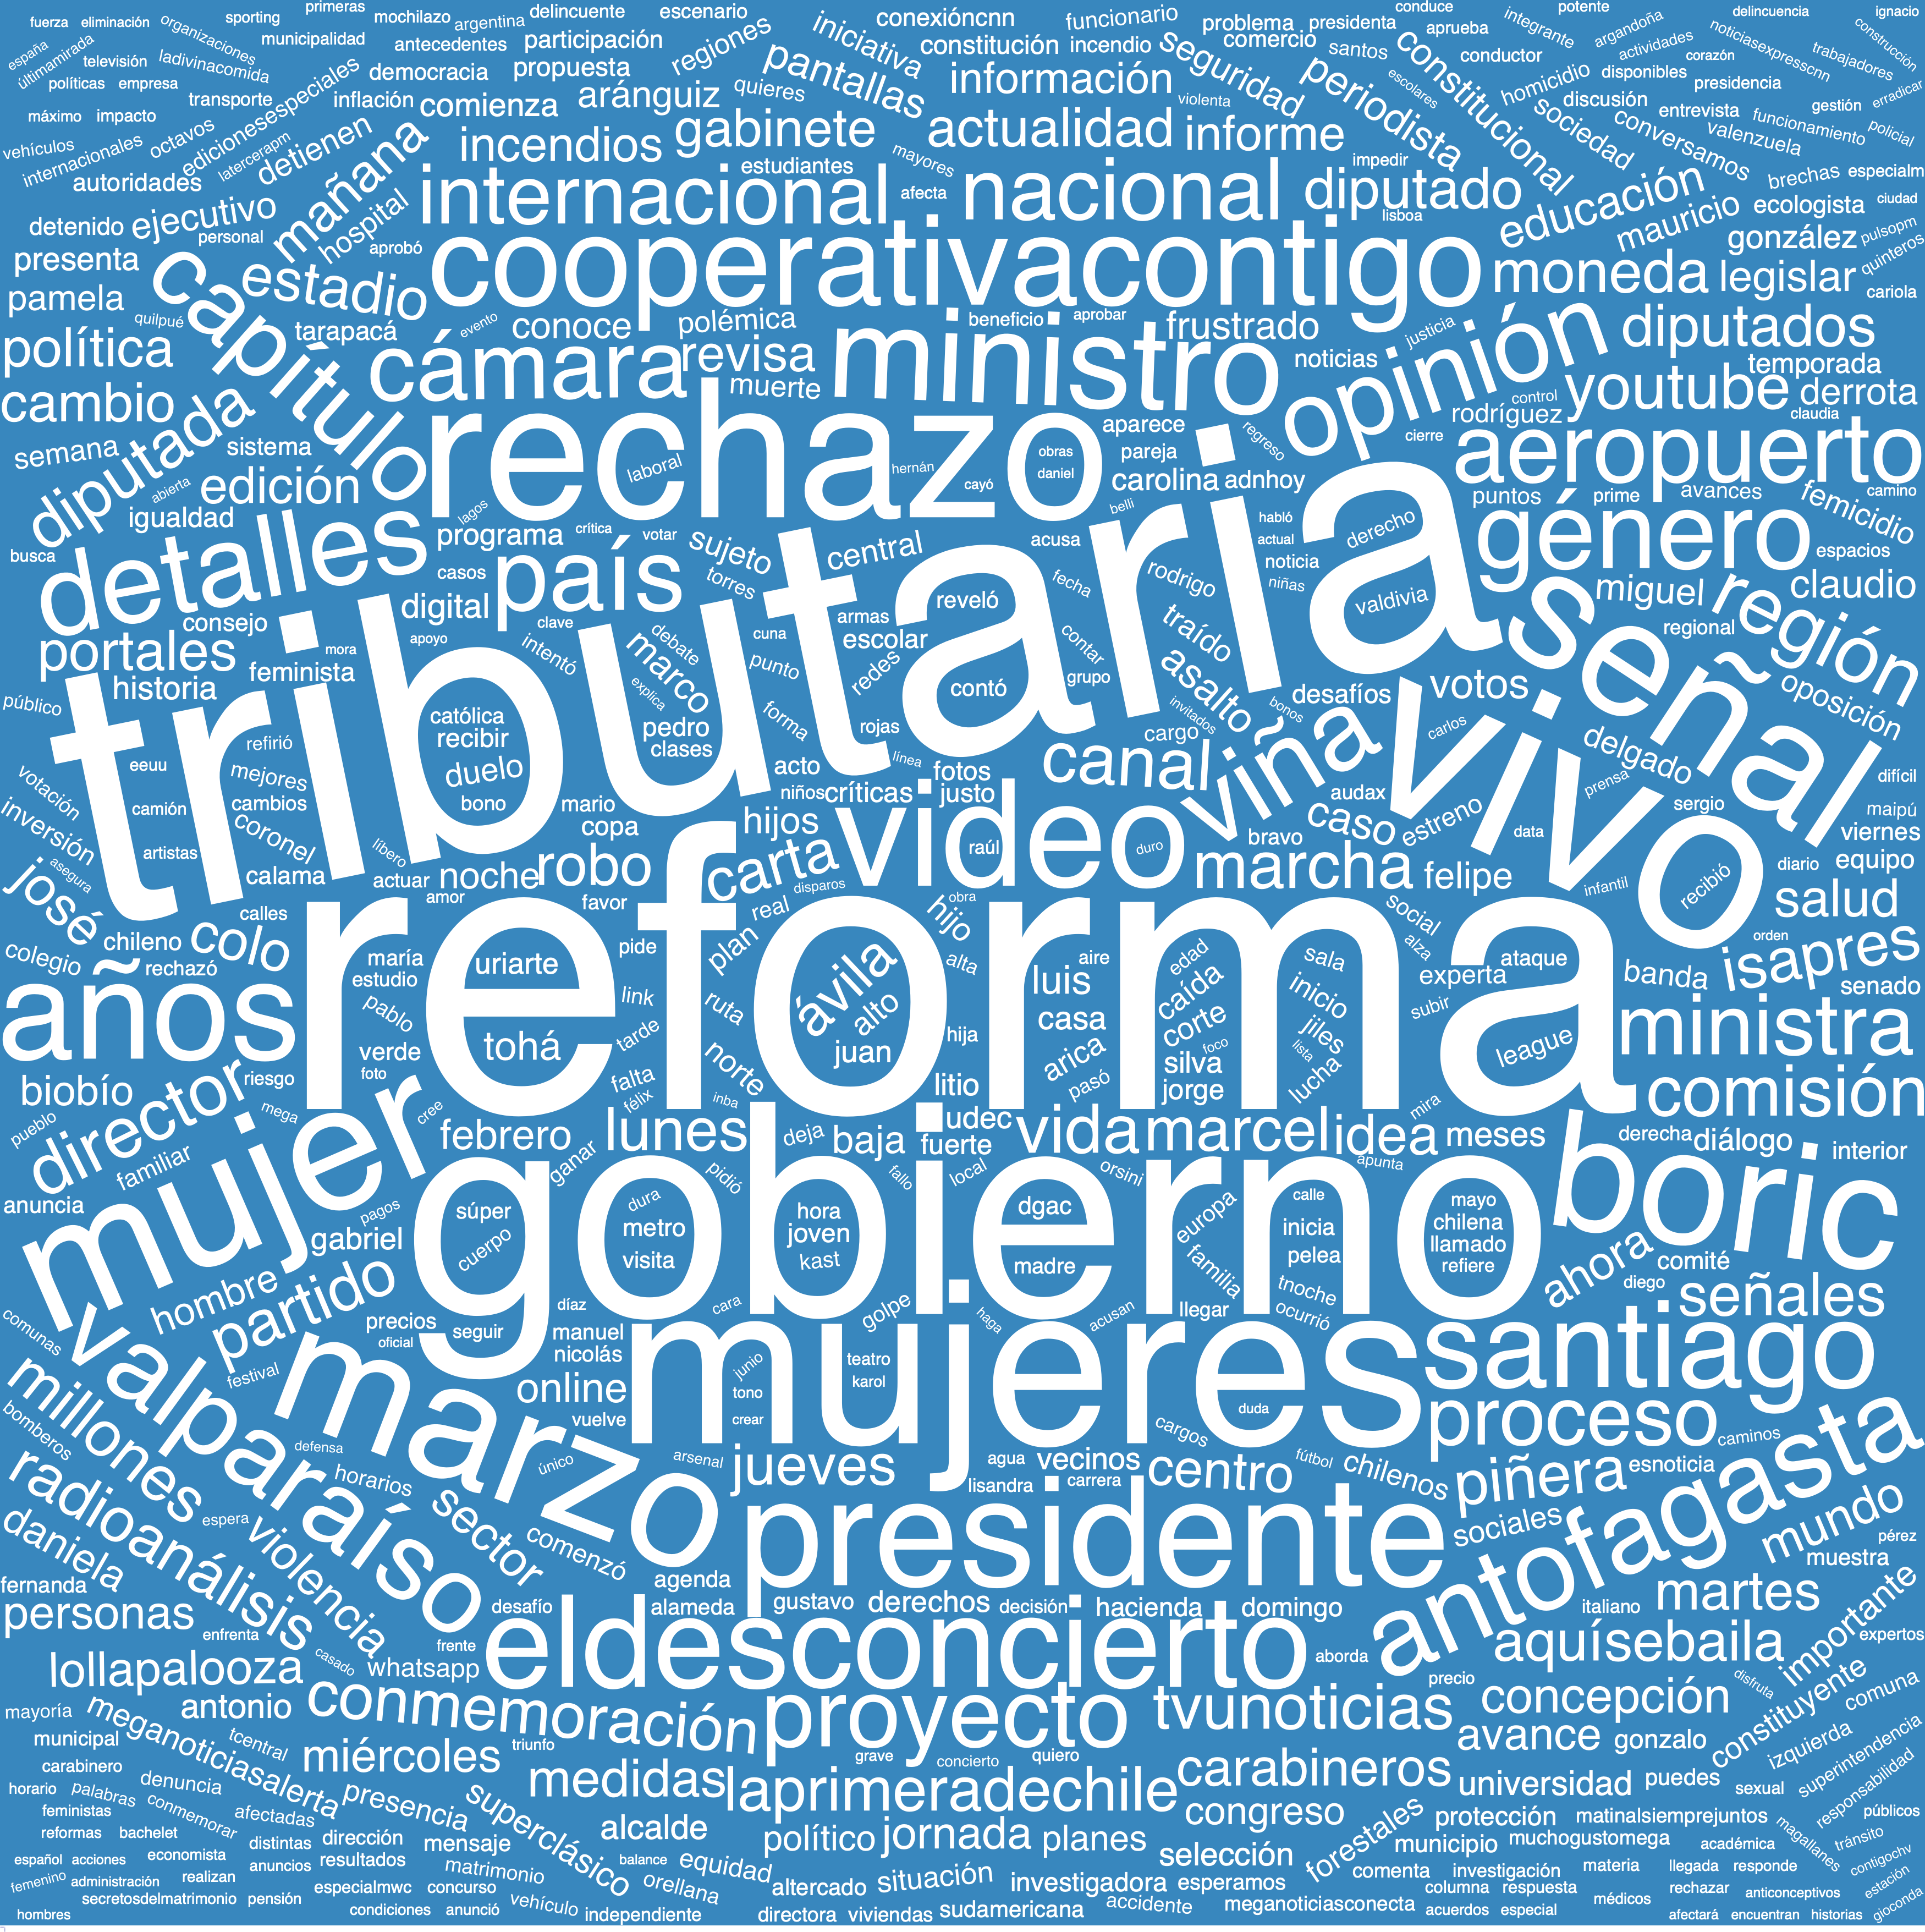 fuerza eliminación sporting primeras mochilazo delincuente escenario conexióncnn funcionario problema presidenta conduce potente delincuencia ignacio
españa últimamirada organizaciones municipalidad antecedentes argentina participación regiones iniciativa constitución incendio seguridad comercio santos constitucional aprueba integrante argandoña noticiasexpresscnn construcción
televisión ladivinacomida democracia propuesta pantallas información periodista escolares conductor homicidio actividades corazón trabajadores
políticas empresa transporte edicionesespeciales inflación comienza aránguiz quieres violenta disponibles presidencia
máximo impacto octavos detienen incendios gabinete actualidad informe sociedad discusión entrevista conversamos valenzuela funcionamiento gestión erradicar policial
vehículos internacionales latercerapm autoridades mañana estudiantes mayores impedir brechas especialm
detenido ejecutivo personal hospital internacional afecta nacional diputado lisboa educación mauricio ecologista ciudad
presenta capítulo estadio aprobó cooperativacontigo moneda legislar gonzález pulsopm quinteros cariola
pamela quilpué tarapacá evento conoce polémica beneficio aprobar frustrado justicia diputados
política cámara revisa ministro noticias opinión temporada
cambio diputada muerte control youtube derrota rodríguez claudia
semana sistema rechazo aparece regreso cierre aeropuerto
abierta edición laboral hernán cayó obras daniel pareja carolina adnhoy puntos prime avances femicidio camino
igualdad detalles lagos programa crítica votar sujeto central acusa belli habló actual derecho género espacios
busca casos país torres fecha rodrigo noticia niñas
consejo digital clave reveló armas valdivia señal miguel región claudio
portales mora apoyo intentó marco debate cuna escolar contar traído regional
historia feminista tributaria explica punto redes contó grupo asalto desafíos votos oposición
público refirió católica recibir pedro clases forma rojas línea invitados bonos viña cargo carlos vivo delgado
eeuu mejores duelo acto fotos canal prensa difícil
votación inversión camión cambios bono mario copa niños críticas justo audax caso estreno sergio maipú
artistas coronel líbero hijos video raúl duro bravo data viernes
asegura josé calama actuar noche robo carta disparos marcha felipe infantil recibió diario equipo
calles amor favor real obra hijo social salud
colegio chileno colo rechazó maría estudio uriarte pide plan ávila alta aire edad sala alza experta ataque banda orden isapres senado
años pablo tohá link ruta alto luis caída inicio subir
reforma verde foto tarde norte juan hija casa corte foco jiles lista league ministra
biobío riesgo falta félix inba litio arica pasó silva jorge lucha mira comisión
pueblo director mega cree febrero lunes deja baja udec fuerte vida marcel idea meses derecha diálogo interior
familiar ganar pidió fallo local orsini apunta
anuncia mujer pagos súper dura metro hora joven dgac europa calle inicia mayo chilena llamado boric
gabriel cuerpo gobierno visita kast madre familia pelea refiere ahora comité
hombre partido díaz cara golpe haga acusan llegar tnoche ocurrió diego señales
comunas valparaíso precios oficial seguir manuel nicolás mujeres junio teatro santiago
millones festival marzo online tono karol crear duda proceso
bomberos defensa vuelve único arsenal cargos caminos
radioanálisis horarios sector jueves agua vecinos lisandra carrera centro fútbol chilenos piñera esnoticia antofagasta
espera violencia comenzó presidente sociales mundo pérez
daniela fernanda agenda muestra
personas enfrenta desafío alameda gustavo derechos decisión hacienda domingo italiano martes importante
frente eldesconcierto aborda aquísebaila expertos
lollapalooza casado whatsapp precio disfruta
mayoría meganoticiasalerta antonio conmemoración proyecto tvunoticias concepción constituyente comuna
municipal tcentral miércoles triunfo grave concierto quiero avance gonzalo izquierda
carabinero denuncia medidas laprimeradechile carabineros universidad puedes sexual superintendencia responsabilidad
horario palabras conmemorar afectadas presencia superclásico alcalde político jornada planes congreso forestales protección matinalsiemprejuntos públicos
feministas reformas bachelet distintas dirección mensaje selección municipio muchogustomega académica magallanes tránsito
español acciones economista anuncios resultados matrimonio balance equidad situación investigadora esperamos comenta investigación materia llegada responde contigochv
femenino administración realizan especialmwc concurso orellana altercado columna respuesta rechazar anticonceptivos estación
secretosdelmatrimonio pensión vehículo sudamericana accidente meganoticiasconecta médicos gioconda
hombres condiciones anunció independiente directora viviendas acuerdos especial afectará encuentran historias